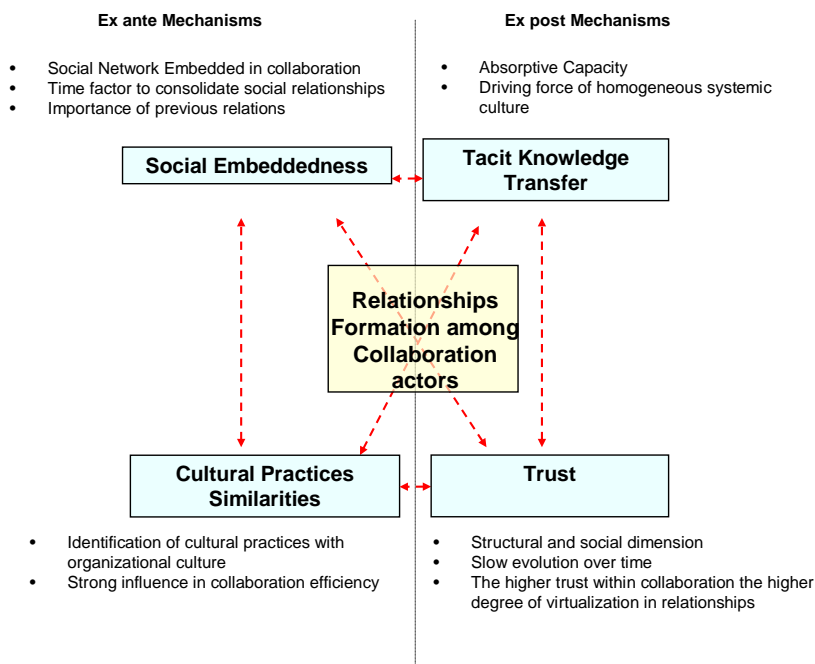 Ex ante Mechanisms
Ex post Mechanisms
• Social Network Embedded in collaboration
• Time factor to consolidate social relationships
• Importance of previous relations
• Absorptive Capacity
• Driving force of homogeneous systemic
culture
Social Embeddedness
Tacit Knowledge
Transfer
Relationships
Formation among
Collaboration
actors
Cultural Practices
Similarities
Trust
• Identification of cultural practices with
organizational culture
• Strong influence in collaboration efficiency
• Structural and social dimension
• Slow evolution over time
• The higher trust within collaboration the higher
degree of virtualization in relationships